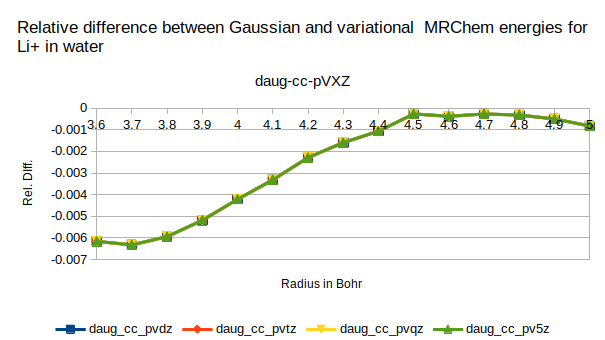 Relative difference between Gaussian and variational  MRChem energies for
Li+ in water
daug-cc-pVXZ
0
3.6 3.7 3.8 3.9 4 4.1 4.2 4.3 4.4 4.5 4.6 4.7 4.8 4.9 5
-0.001
-0.002
-0.003
-0.004
-0.005
-0.006
-0.007
Rel. Diff.
Radius in Bohr
daug_cc_pvdz daug_cc_pvtz daug_cc_pvqz daug_cc_pv5z